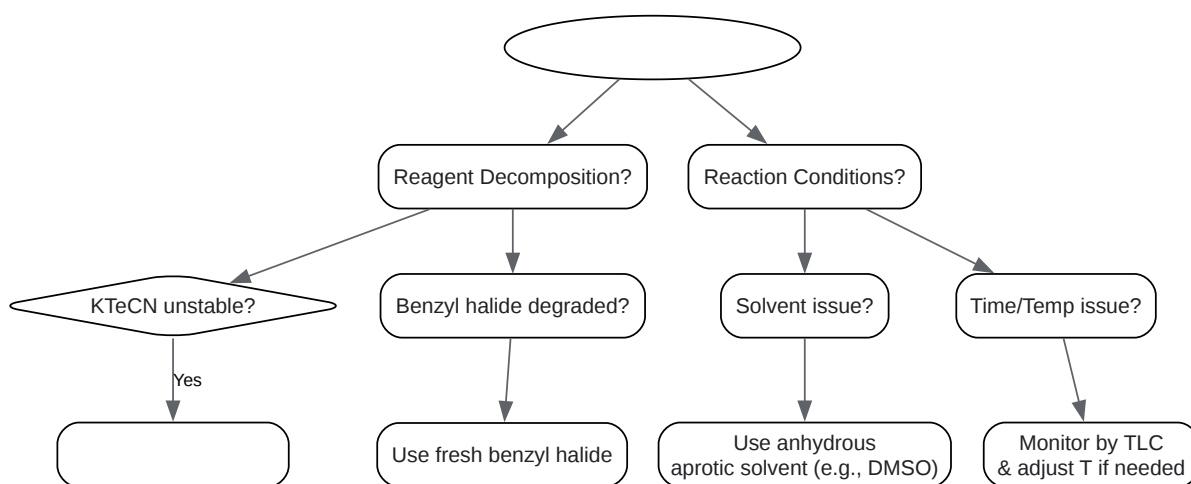 Reagent Decomposition?
Reaction Conditions?
KTeCN unstable?
Benzyl halide degraded?
Solvent issue?
Time/Temp issue?
Yes
Use fresh benzyl halide
Use anhydrous
aprotic solvent (e.g., DMSO)
Monitor by TLC
& adjust T if needed